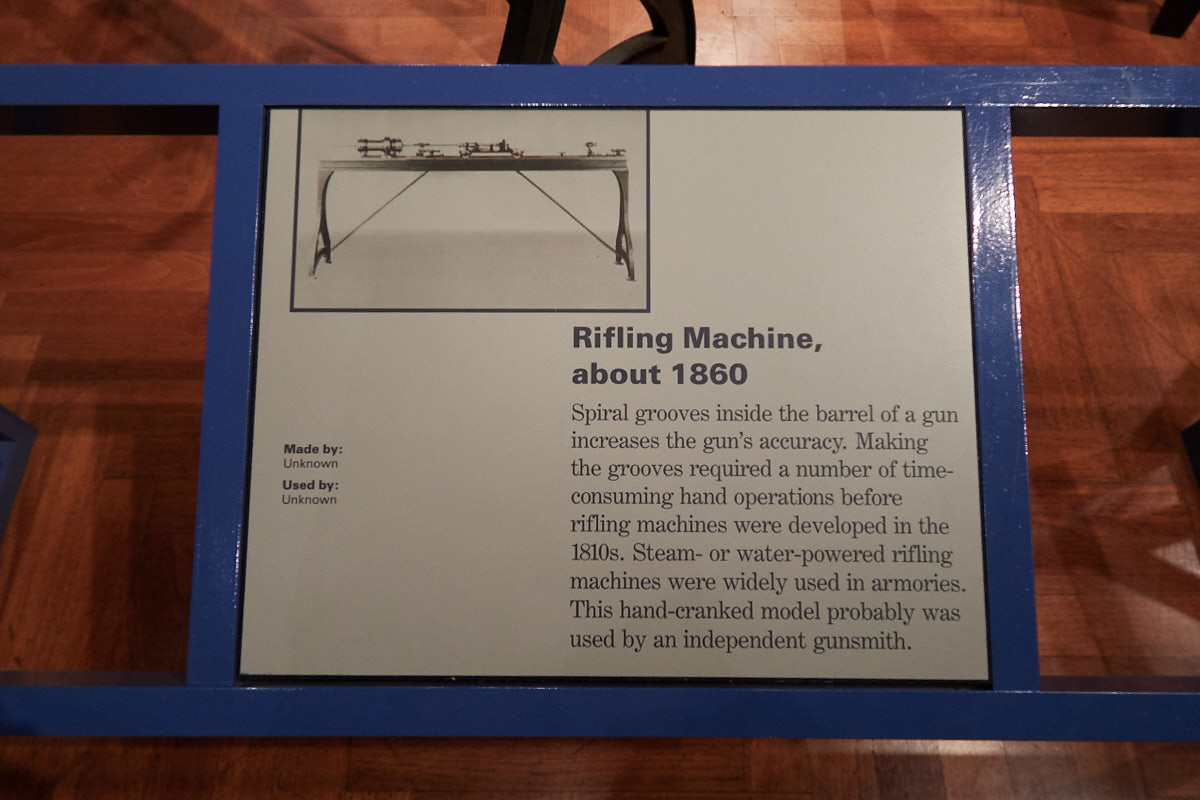 Rifling Machine,
about 1860
Spiral grooves inside the barrel of a gun
increases the gun's accuracy. Making
the grooves required a number of time-
consuming hand operations before
rifling machines were developed in the
1810s. Steam- or water-powered rifling
machines were widely used in armories.
This hand-cranked model probably was
used by an independent gunsmith.
Made by:
Unknown
Used by:
Unknown